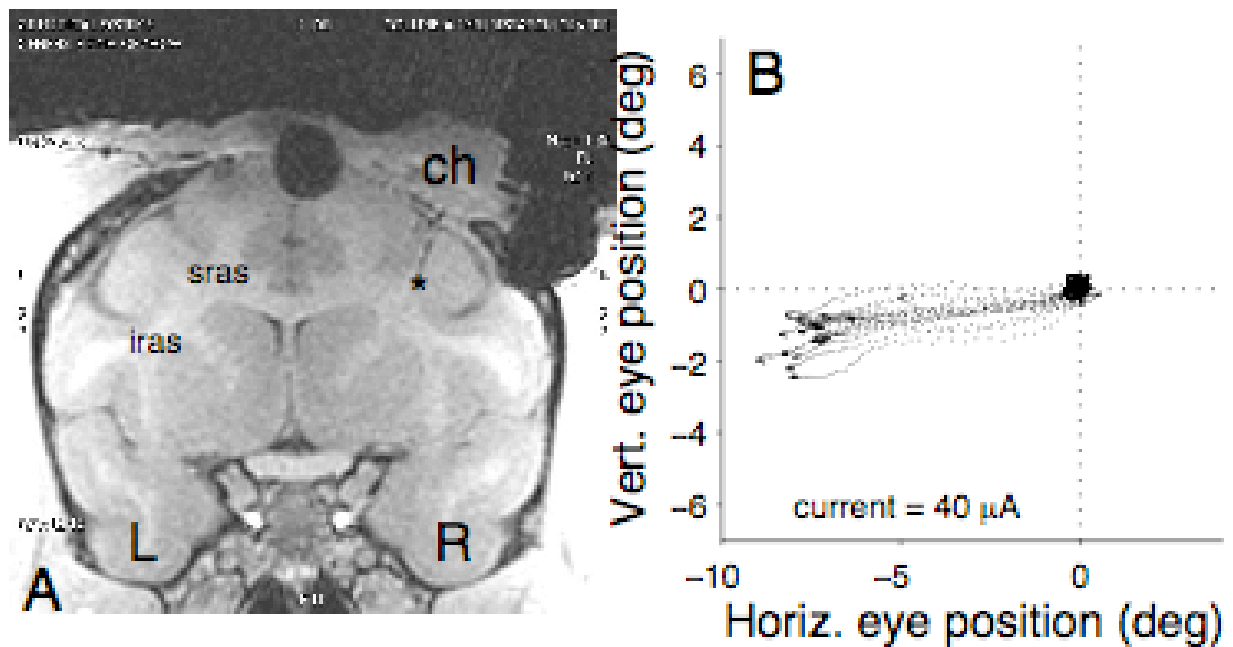 ch
sras
iras
L
R
A
B
Vert. eye position (deg)
6
4
2
0
−2
−4
−6
current = 40 μA
−10
−5
0
Horiz. eye position (deg)